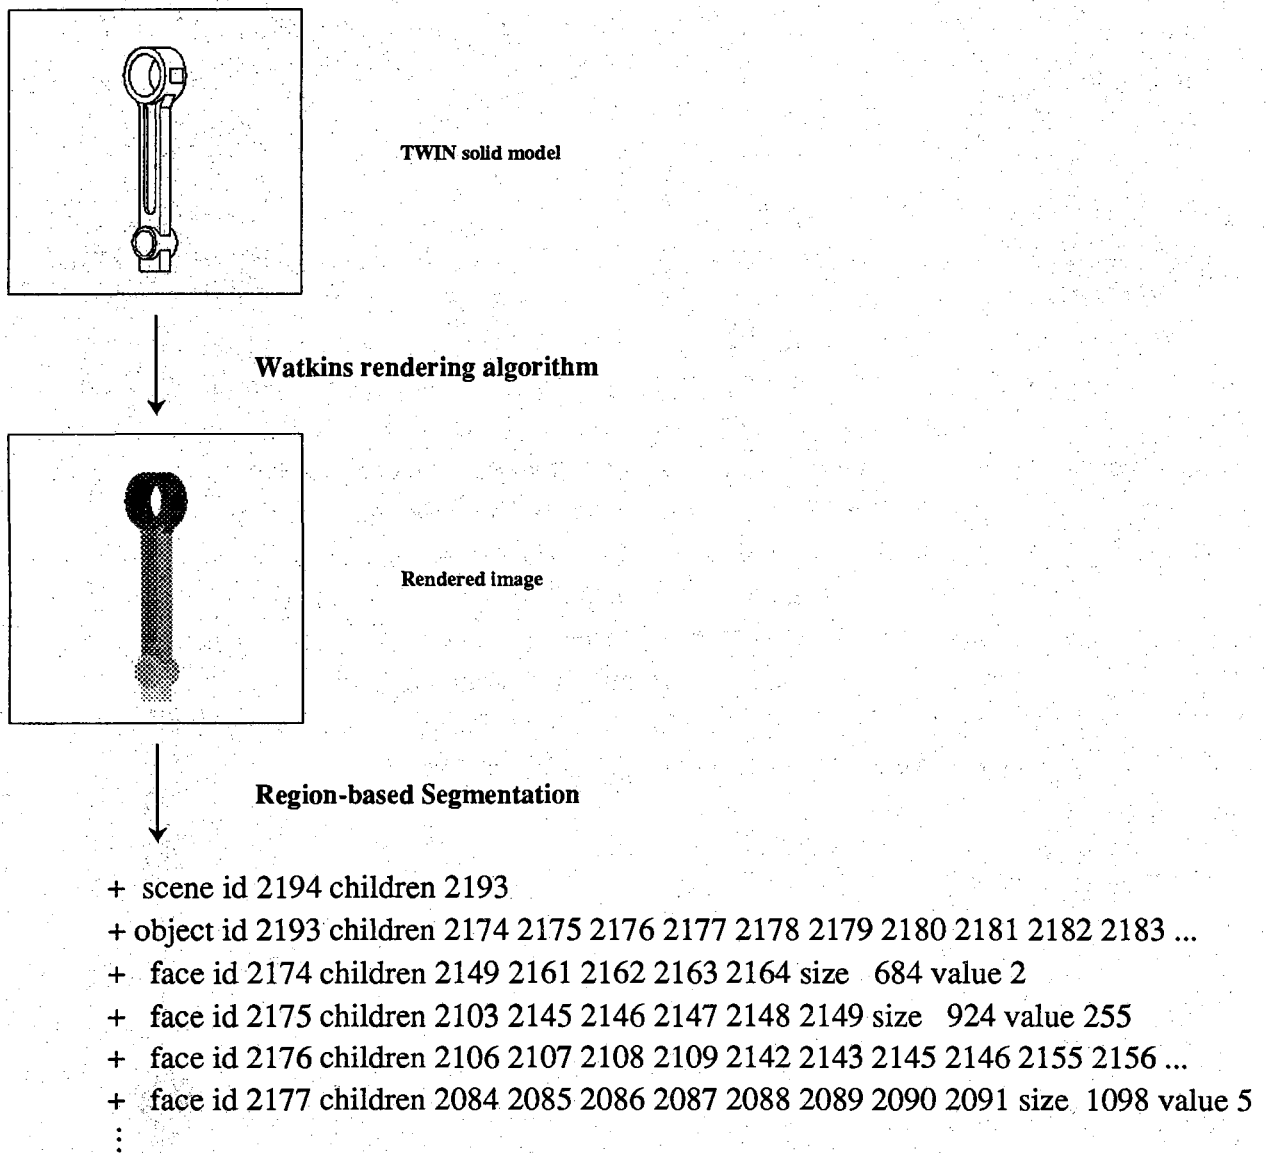 TWIN solid model
Watkins rendering algorithm
Rendered image
Region-based Segmentation
+ scene id 2194 children 2193
+ object id 2193 children 2174 2175 2176 2177 2178 2179 2180 2181 2182 2183 ...
+ face id 2174 children 2149 2161 2162 2163 2164 size 684 value 2
+ face id 2175 children 2103 2145 2146 2147 2148 2149 size 924 value 255
+ face id 2176 children 2106 2107 2108 2109 2142 2143 2145 2146 2155 2156 ...
+ face id 2177 children 2084 2085 2086 2087 2088 2089 2090 2091 size 1098 value 5
⋮